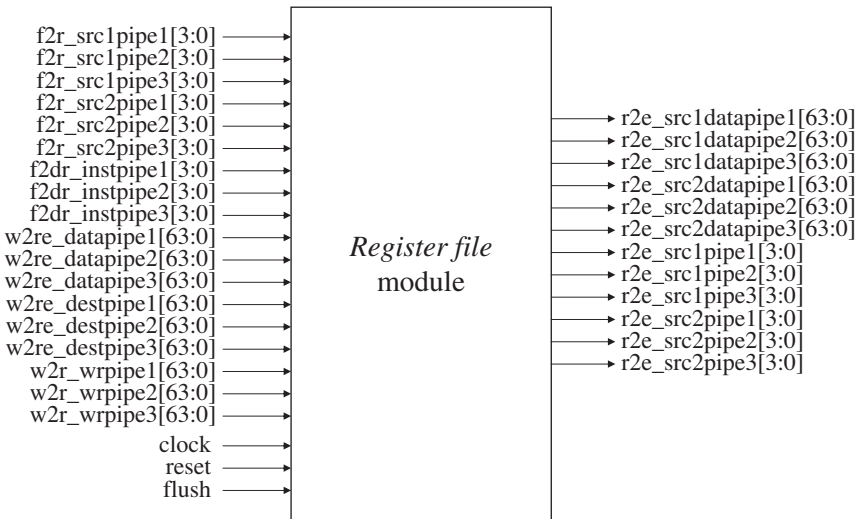 f2r_src1pipe1[3:0]
f2r_src1pipe2[3:0]
f2r_src1pipe3[3:0]
f2r_src2pipe1[3:0]
f2r_src2pipe2[3:0]
f2r_src2pipe3[3:0]
f2dr_instpipe1[3:0]
f2dr_instpipe2[3:0]
f2dr_instpipe3[3:0]
w2re_datapipe1[63:0]
w2re_datapipe2[63:0]
w2re_datapipe3[63:0]
w2re_destpipe1[63:0]
w2re_destpipe2[63:0]
w2re_destpipe3[63:0]
w2r_wrpipe1[63:0]
w2r_wrpipe2[63:0]
w2r_wrpipe3[63:0]
clock
reset
flush
Register file
module
r2e_src1datapipe1[63:0]
r2e_src1datapipe2[63:0]
r2e_src1datapipe3[63:0]
r2e_src2datapipe1[63:0]
r2e_src2datapipe2[63:0]
r2e_src2datapipe3[63:0]
r2e_src1pipe1[3:0]
r2e_src1pipe2[3:0]
r2e_src1pipe3[3:0]
r2e_src2pipe1[3:0]
r2e_src2pipe2[3:0]
r2e_src2pipe3[3:0]